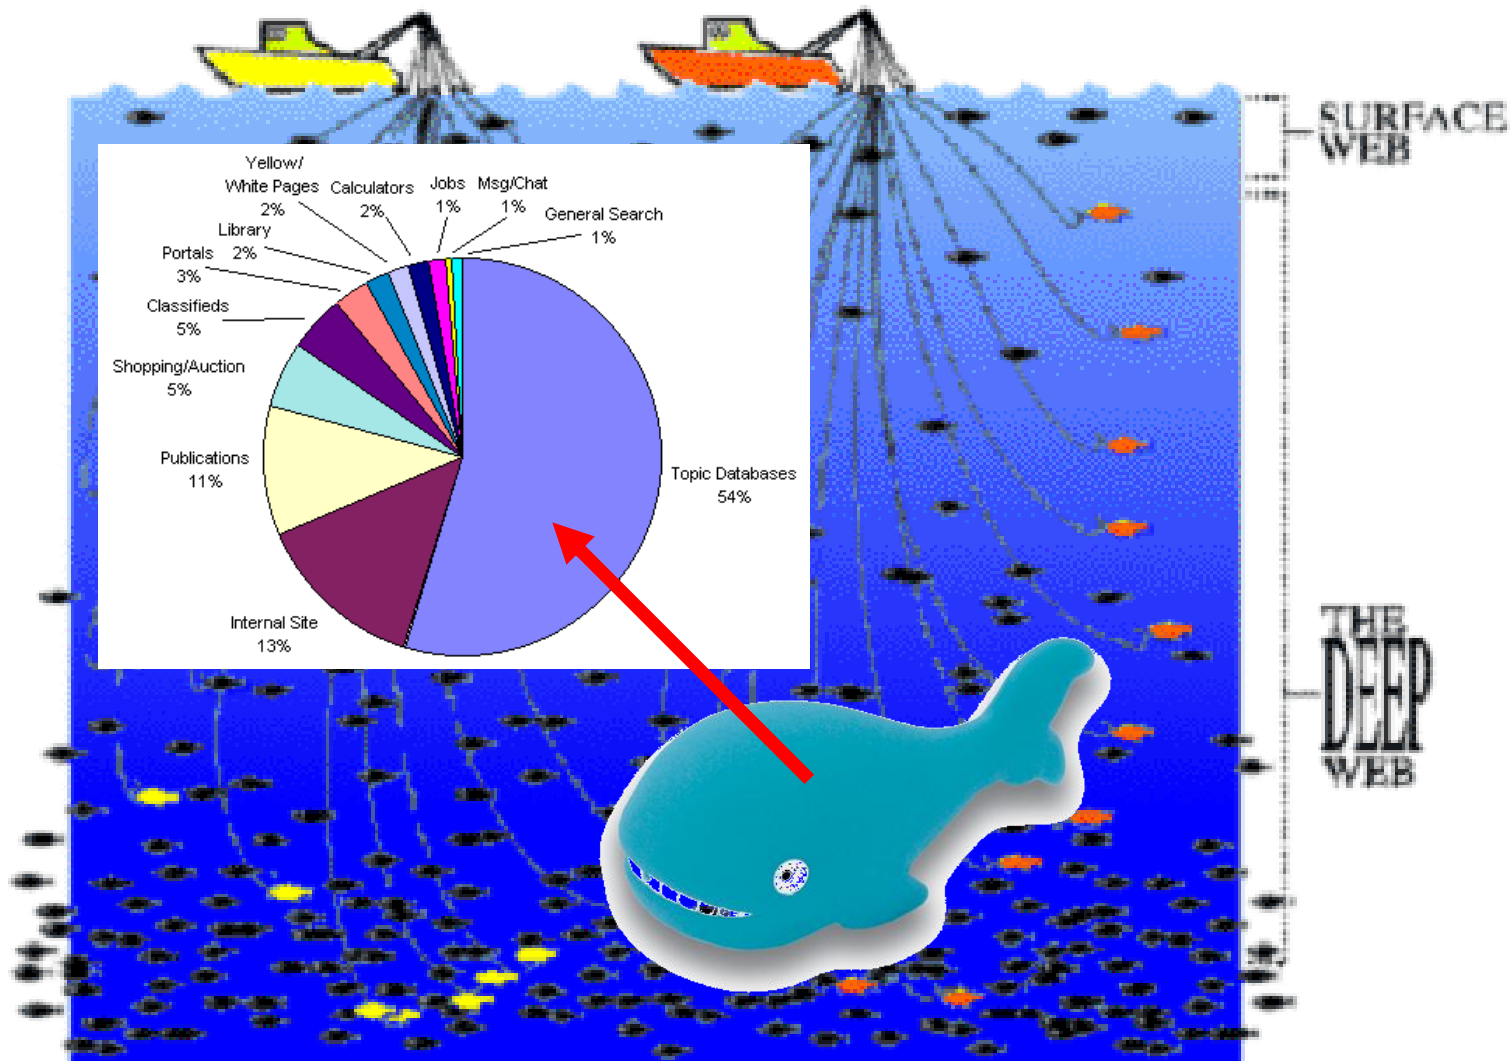 SURFACE
WEB
Yellow/
White Pages
2%
Calculators
2%
Jobs
1%
Msg/Chat
1%
General Search
1%
Library
2%
Portals
3%
Classifieds
5%
Shopping/Auction
5%
Publications
11%
Topic Databases
54%
Internal Site
13%
THE
DEEP
WEB